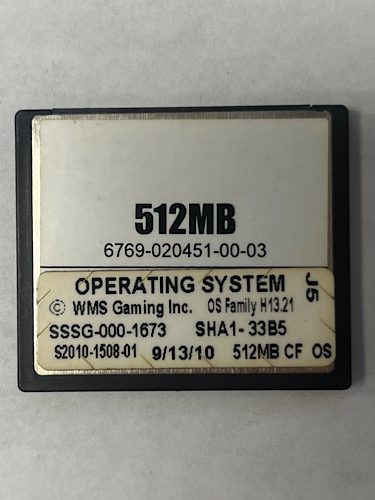 512MB
6769-020451-00-03
OPERATING SYSTEM
J5
© WMS Gaming Inc. OS Family H13.21
SSSG-000-1673 SHA1- 33B5
S2010-1508-01 9/13/10 512MB CF OS